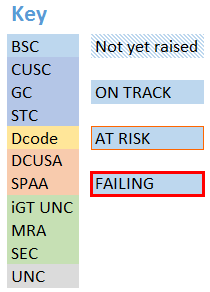 Key
BSC
Not yet raised
CUSC
GC
ON TRACK
STC
Dcode
AT RISK
DCUSA
SPAA
FAILING
iGT UNC
MRA
SEC
UNC